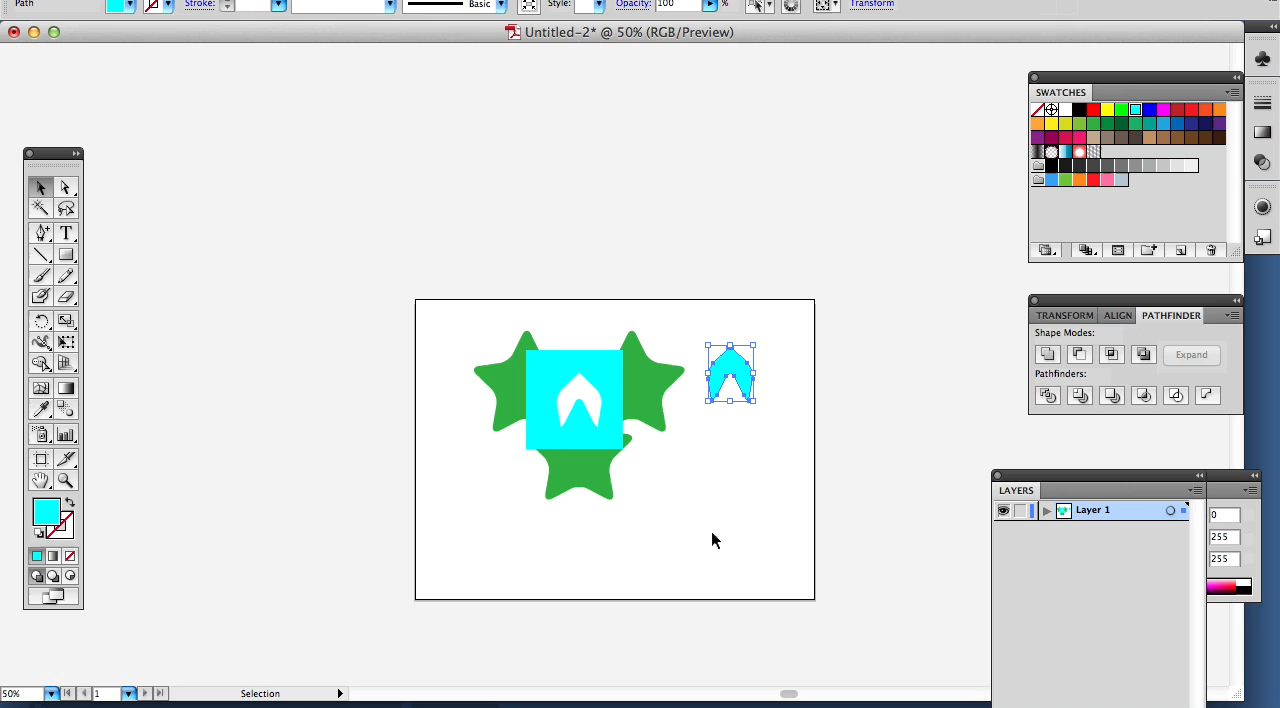 Path Stroke: Basic Style: Opacity: 100 % Transform
Untitled-2* @ 50% (RGB/Preview)
SWATCHES
TRANSFORM ALIGN PATHFINDER
Shape Modes:
Expand
Pathfinders:
T
LAYERS
Layer 1
0
255
255
50% 1 Selection